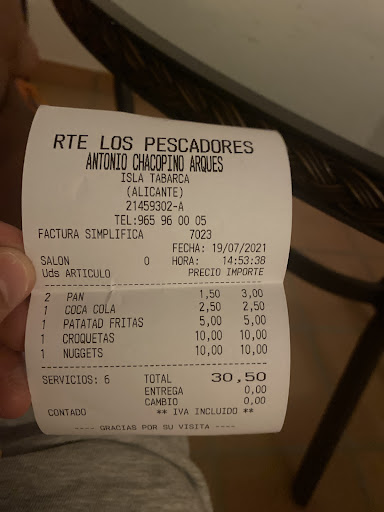 RTE LOS PESCADORES
ANTONIO CHACOPINO ARQUES
ISLA TABARCA
(ALICANTE)
21459302-A
TEL:965 96 00 05
FACTURA SIMPLIFICA 7023
FECHA: 19/07/2021
SALON 0 HORA: 14:53:38
Uds ARTICULO PRECIO IMPORTE
2 PAN 1,50 3,00
1 COCA COLA 2,50 2,50
1 PATATAD FRITAS 5,00 5,00
1 CROQUETAS 10,00 10,00
1 NUGGETS 10,00 10,00
SERVICIOS: 6 TOTAL 30,50
ENTREGA 0,00
CAMBIO 0,00
CONTADO ** IVA INCLUIDO **
---- GRACIAS POR SU VISITA ----